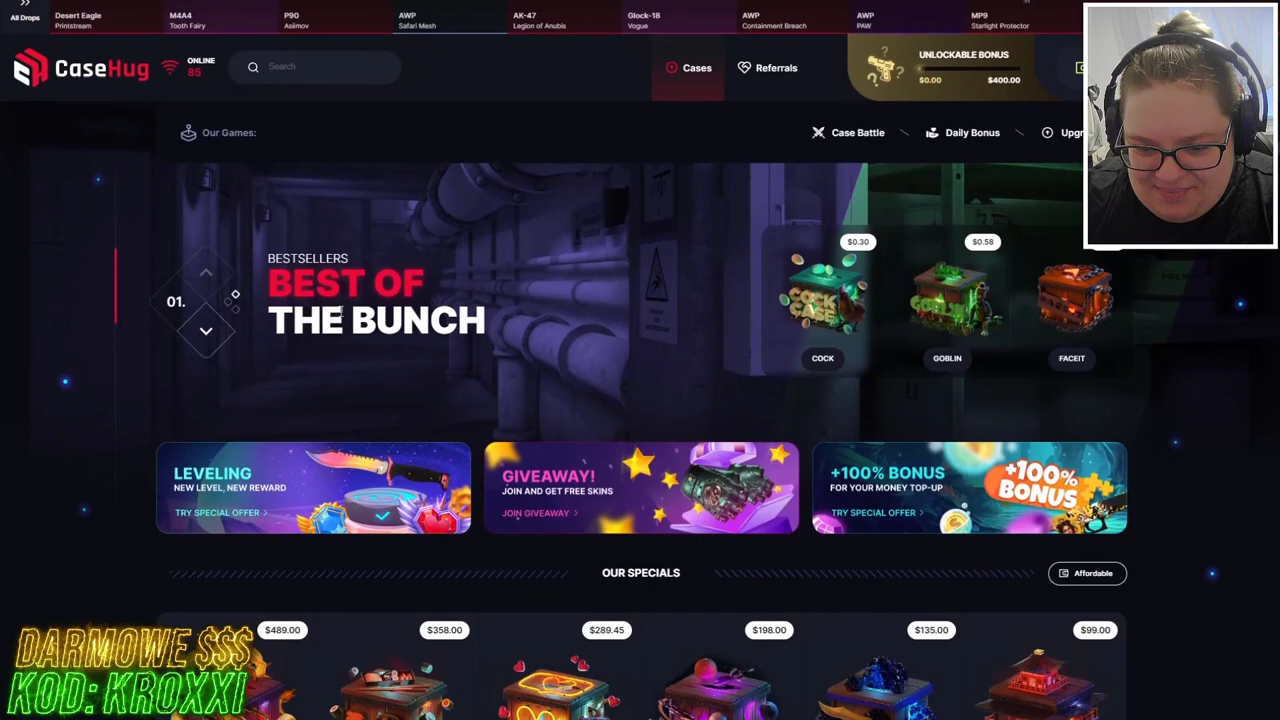 All Drops
Desert Eagle
Printstream
M4A4
Tooth Fairy
P90
Asiimov
AWP
Safari Mesh
AK-47
Legion of Anubis
Glock-18
Vogue
AWP
Containment Breach
AWP
PAW
MP9
Starlight Protector
CaseHug
ONLINE
85
Search
Cases
Referrals
UNLOCKABLE BONUS
$0.00 $400.00
Our Games:
Case Battle
Daily Bonus
BESTSELLERS
BEST OF
THE BUNCH
01.
$0.30
$0.58
COCK
CASE
COCK
GOBLIN
FACEIT
LEVELING
NEW LEVEL, NEW REWARD
TRY SPECIAL OFFER
GIVEAWAY!
JOIN AND GET FREE SKINS
JOIN GIVEAWAY
+100% BONUS
FOR YOUR MONEY TOP-UP
TRY SPECIAL OFFER
+100%
BONUS
OUR SPECIALS
Affordable
$489.00
$358.00
$289.45
$198.00
$135.00
$99.00
DARMOWE $$$
KOD: KROXXI